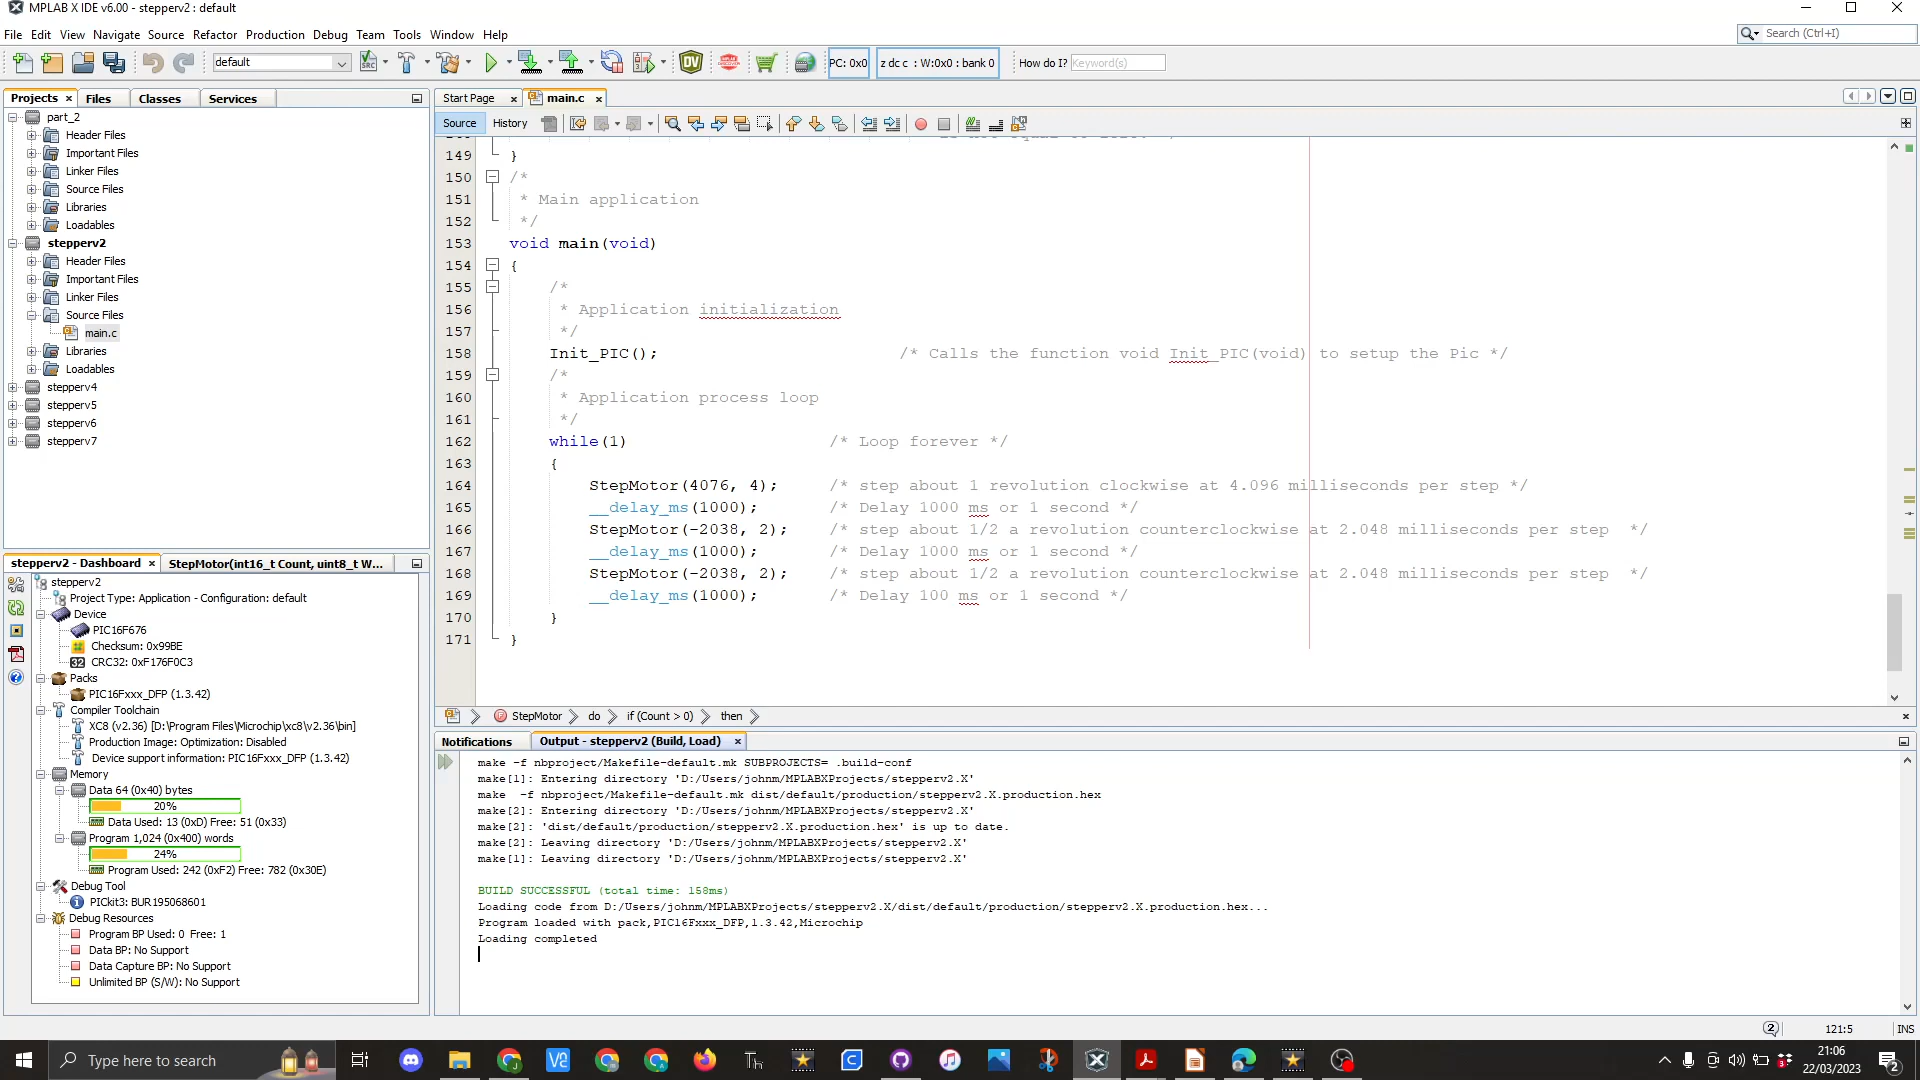 MPLAB X IDE v6.00 - stepperv2 : default
File Edit View Navigate Source Refactor Production Debug Team Tools Window Help
Search (Ctrl+I)
default
PC: 0x0
z dc c : W:0x0 : bank 0
How do I? Keyword(s)
Projects Files Classes Services
part_2
Header Files
Important Files
Linker Files
Source Files
Libraries
Loadables
stepperv2
Header Files
Important Files
Linker Files
Source Files
main.c
Libraries
Loadables
stepperv4
stepperv5
stepperv6
stepperv7
stepperv2 - Dashboard StepMotor(int16_t Count, uint8_t W...
stepperv2
Project Type: Application - Configuration: default
Device
PIC16F676
Checksum: 0x99BE
CRC32: 0xF176F0C3
Packs
PIC16Fxxx_DFP (1.3.42)
Compiler Toolchain
XC8 (v2.36) [D:\Program Files\Microchip\xc8\v2.36\bin]
Production Image: Optimization: Disabled
Device support information: PIC16Fxxx_DFP (1.3.42)
Memory
Data 64 (0x40) bytes
20%
Data Used: 13 (0xD) Free: 51 (0x33)
Program 1,024 (0x400) words
24%
Program Used: 242 (0xF2) Free: 782 (0x30E)
Debug Tool
PICkit3: BUR195068601
Debug Resources
Program BP Used: 0 Free: 1
Data BP: No Support
Data Capture BP: No Support
Unlimited BP (S/W): No Support
Start Page main.c
Source History
149 }
150 /*
151 * Main application
152 */
153 void main(void)
154 {
155 /*
156 * Application initialization
157 */
158 Init_PIC(); /* Calls the function void Init_PIC(void) to setup the Pic */
159 /*
160 * Application process loop
161 */
162 while(1) /* Loop forever */
163 {
164 StepMotor(4076, 4); /* step about 1 revolution clockwise at 4.096 milliseconds per step */
165 __delay_ms(1000); /* Delay 1000 ms or 1 second */
166 StepMotor(-2038, 2); /* step about 1/2 a revolution counterclockwise at 2.048 milliseconds per step */
167 __delay_ms(1000); /* Delay 1000 ms or 1 second */
168 StepMotor(-2038, 2); /* step about 1/2 a revolution counterclockwise at 2.048 milliseconds per step */
169 __delay_ms(1000); /* Delay 100 ms or 1 second */
170 }
171 }
StepMotor do if (Count > 0) then
Notifications Output - stepperv2 (Build, Load)
make -f nbproject/Makefile-default.mk SUBPROJECTS= .build-conf
make[1]: Entering directory 'D:/Users/johnm/MPLABXProjects/stepperv2.X'
make -f nbproject/Makefile-default.mk dist/default/production/stepperv2.X.production.hex
make[2]: Entering directory 'D:/Users/johnm/MPLABXProjects/stepperv2.X'
make[2]: 'dist/default/production/stepperv2.X.production.hex' is up to date.
make[2]: Leaving directory 'D:/Users/johnm/MPLABXProjects/stepperv2.X'
make[1]: Leaving directory 'D:/Users/johnm/MPLABXProjects/stepperv2.X'
BUILD SUCCESSFUL (total time: 158ms)
Loading code from D:/Users/johnm/MPLABXProjects/stepperv2.X/dist/default/production/stepperv2.X.production.hex...
Program loaded with pack,PIC16Fxxx_DFP,1.3.42,Microchip
Loading completed
2 121:5 INS
Type here to search
21:06
22/03/2023
2